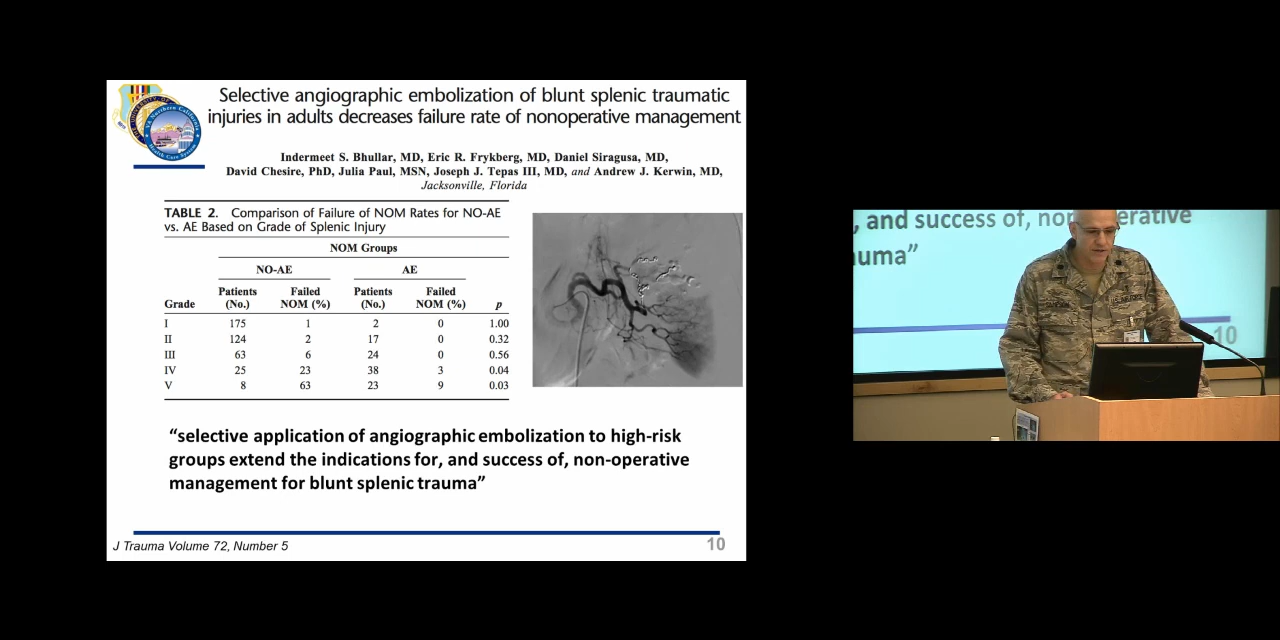 Selective angiographic embolization of blunt splenic traumatic
injuries in adults decreases failure rate of nonoperative management
Indermeet S. Bhullar, MD, Eric R. Frykberg, MD, Daniel Siragusa, MD,
David Chesire, PhD, Julia Paul, MSN, Joseph J. Tepas III, MD, and Andrew J. Kerwin, MD,
Jacksonville, Florida
TABLE 2. Comparison of Failure of NOM Rates for NO-AE
vs. AE Based on Grade of Splenic Injury
NOM Groups
NO-AE AE
Patients Failed Patients Failed
Grade (No.) NOM (%) (No.) NOM (%) p
I 175 1 2 0 1.00
II 124 2 17 0 0.32
III 63 6 24 0 0.56
IV 25 23 38 3 0.04
V 8 63 23 9 0.03
“selective application of angiographic embolization to high-risk
groups extend the indications for, and success of, non-operative
management for blunt splenic trauma”
J Trauma Volume 72, Number 5
10
, and success of, non erative
uma”
10